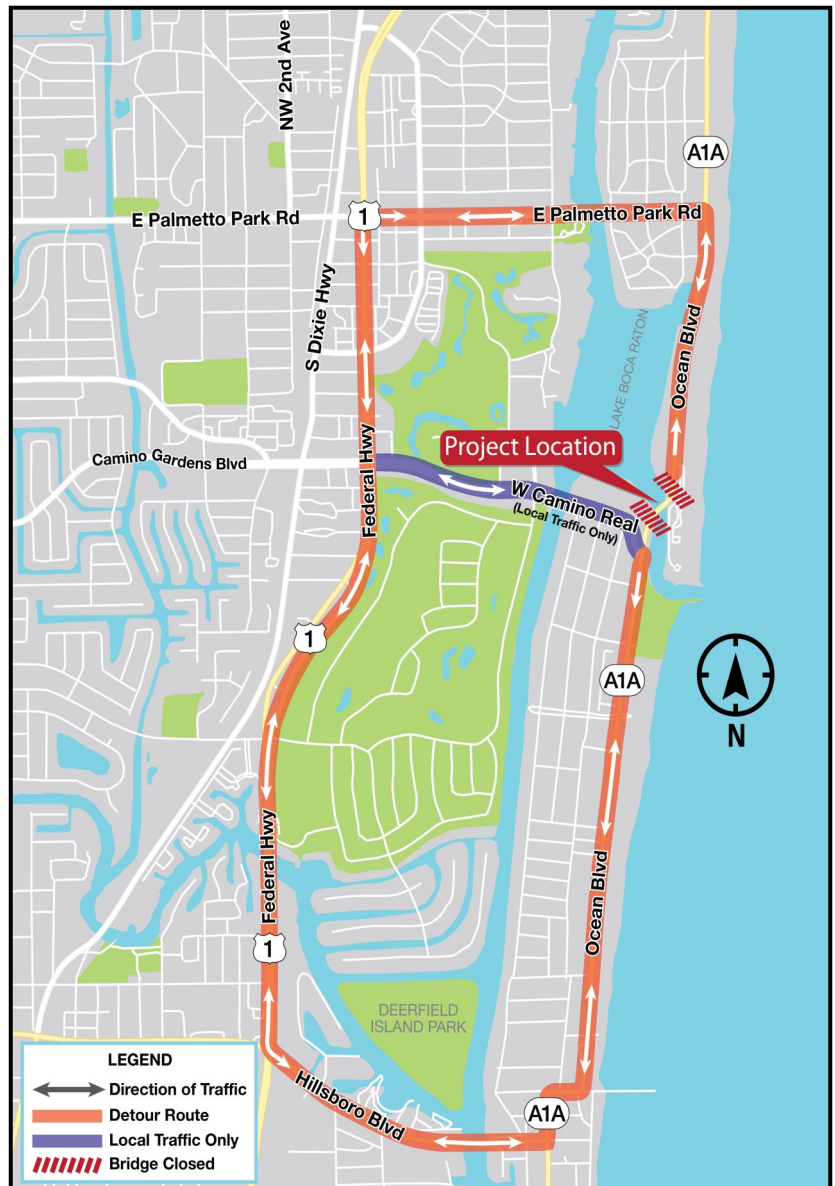 NW 2nd Ave
A1A
E Palmetto Park Rd
1
E Palmetto Park Rd
S Dixie Hwy
LAKE BOCA RATON
Ocean Blvd
Project Location
Camino Gardens Blvd
Federal Hwy
W Camino Real
(Local Traffic Only)
1
A1A
N
Federal Hwy
Ocean Blvd
1
DEERFIELD
ISLAND PARK
Hillsboro Blvd
A1A
LEGEND
Direction of Traffic
Detour Route
Local Traffic Only
Bridge Closed